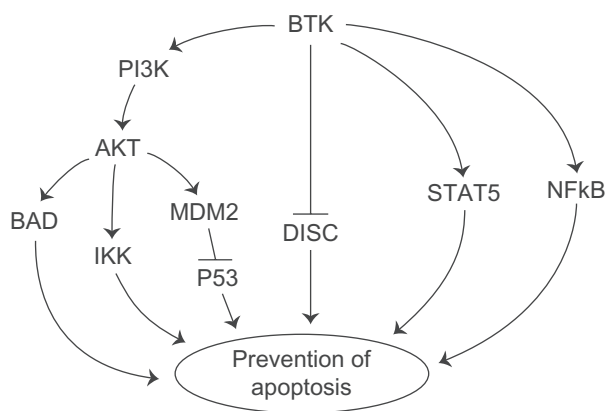 BTK
PI3K
AKT
STAT5
NFkB
BAD
MDM2
DISC
IKK
P53
Prevention of
apoptosis